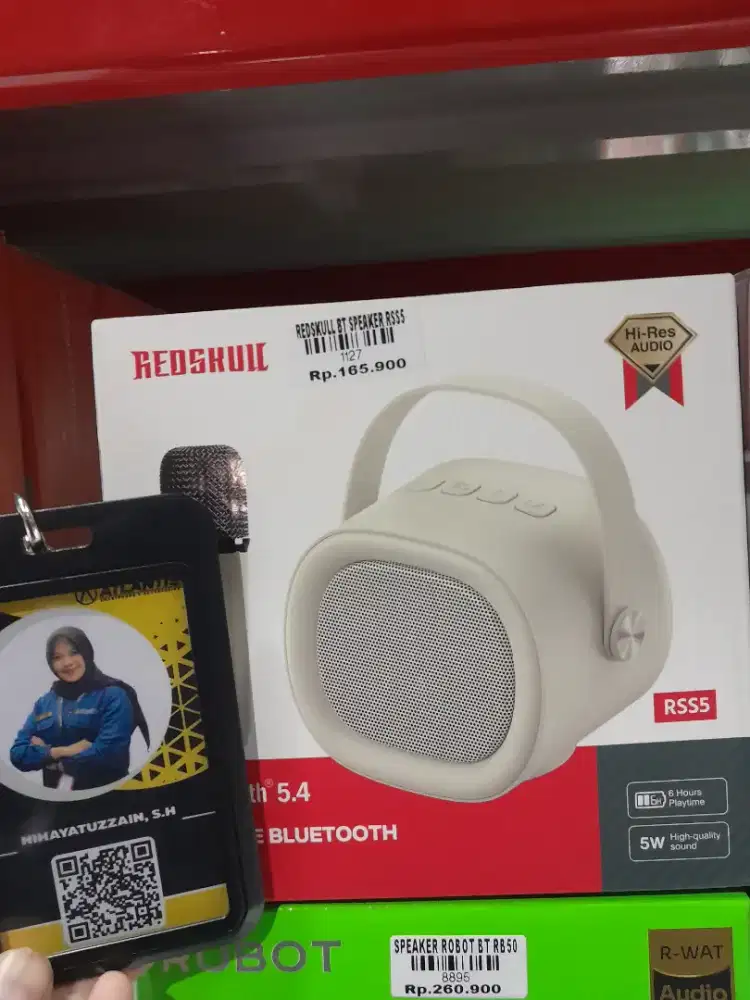 REDSKULL
REDSKULL BT SPEAKER RSS5
1127
Rp.165.900
Hi-Res
AUDIO
RSS5
th® 5.4
E BLUETOOTH
6H
6 Hours
Playtime
5W
High-quality
sound
NIHAYATUZZAIN, S.H
ROBOT
SPEAKER ROBOT BT RB50
8895
Rp.260.900
R-WAT
Audio